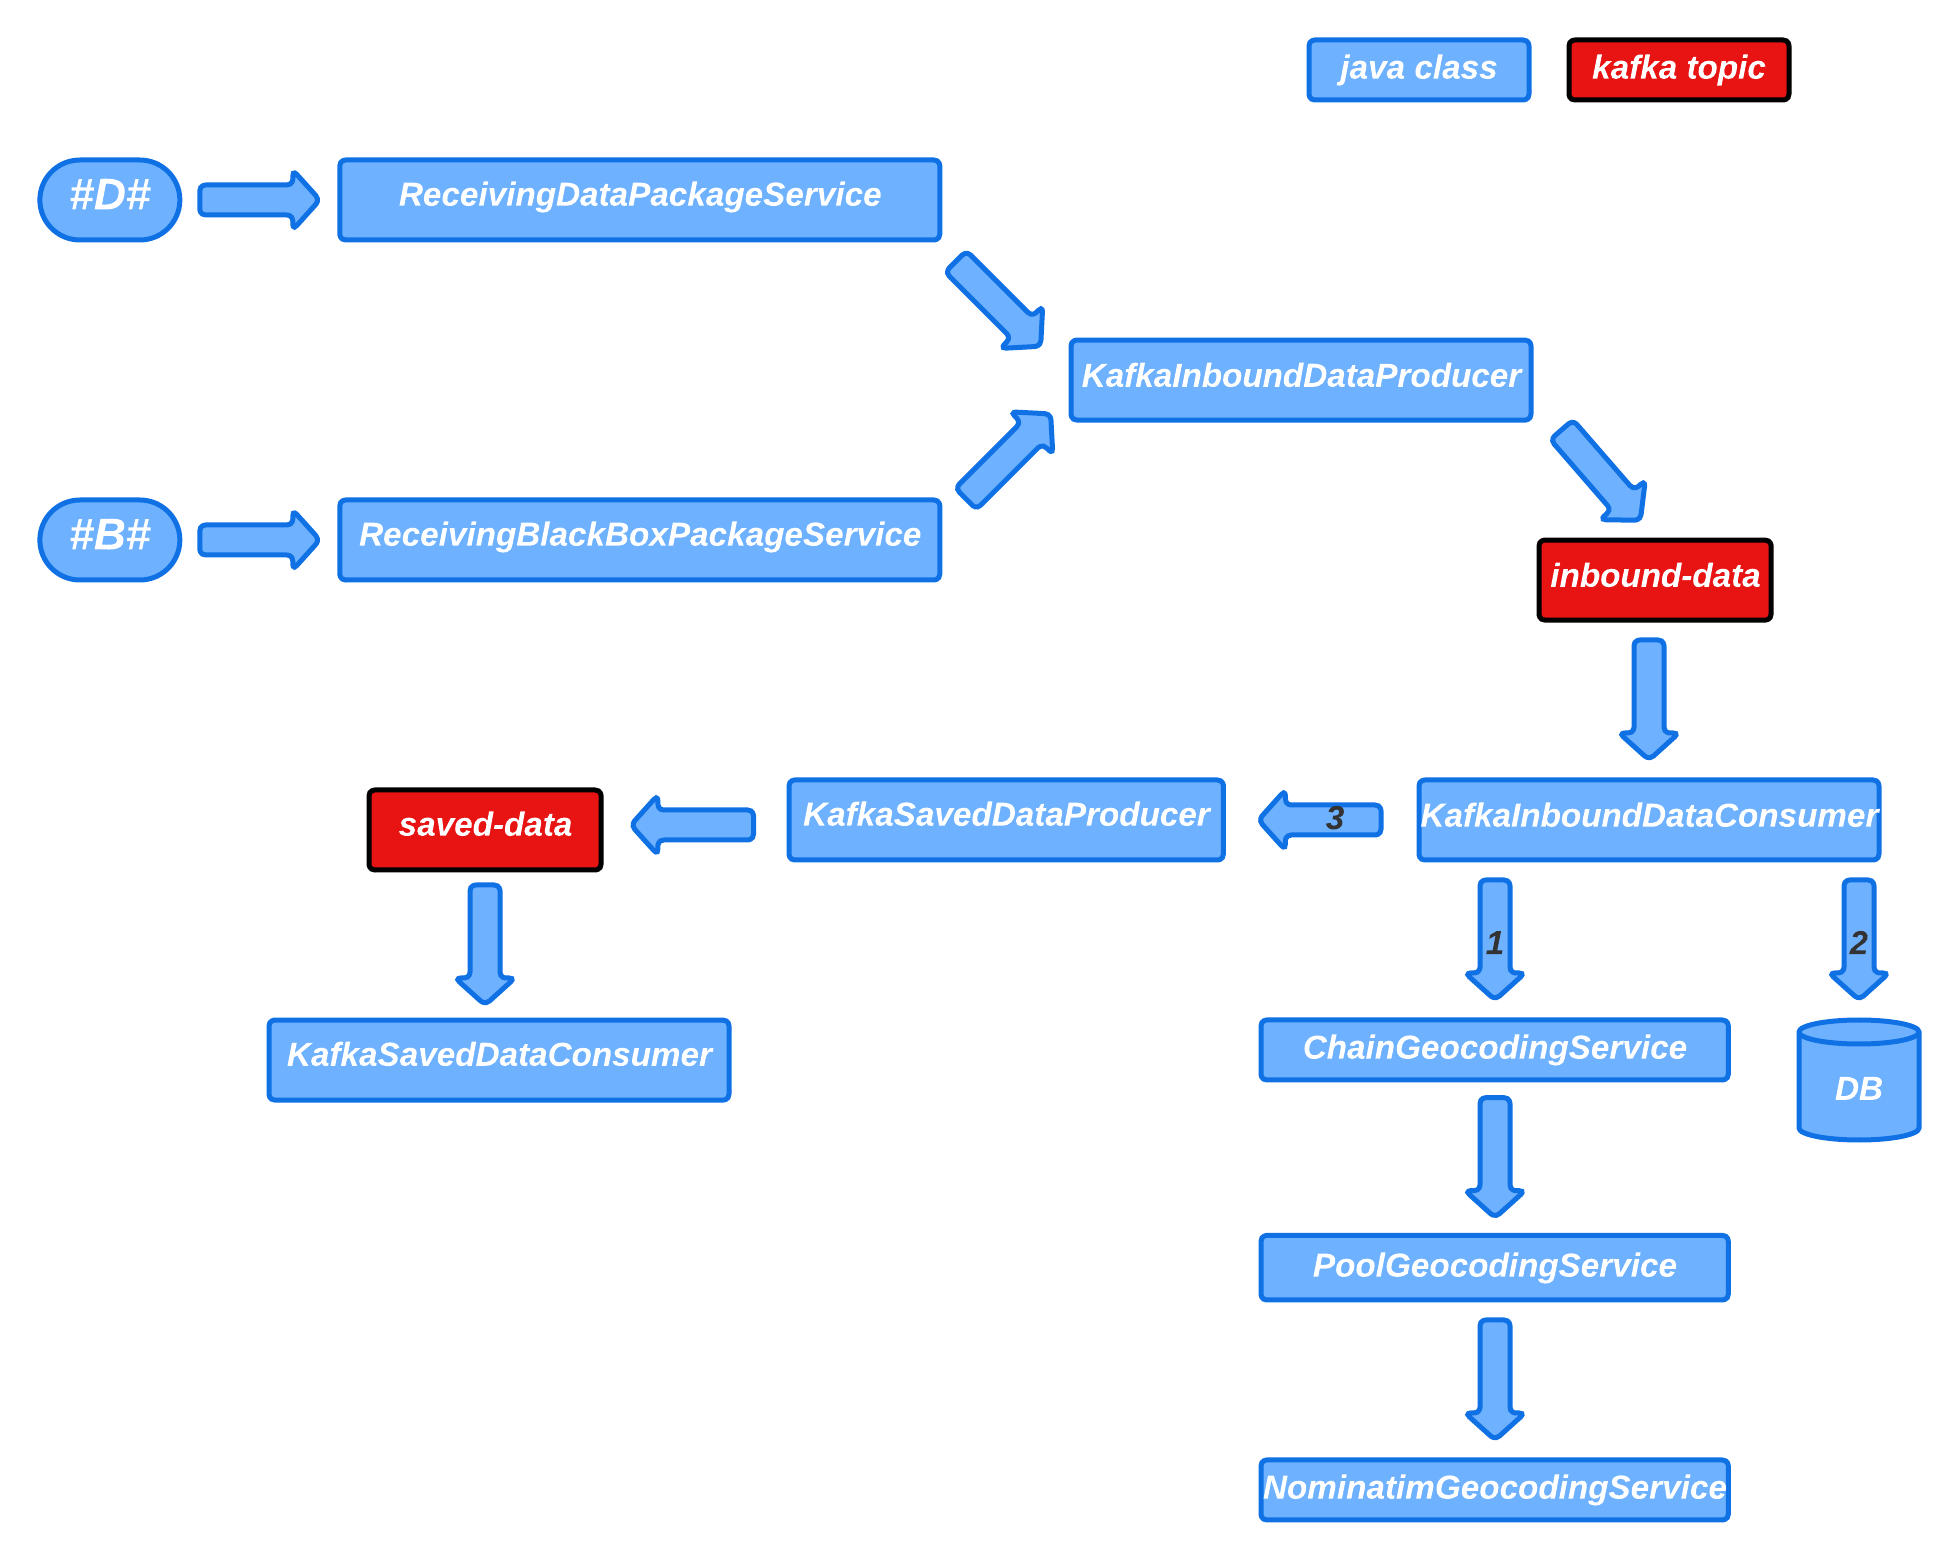 java class
kafka topic
#D#
ReceivingDataPackageService
KafkaInboundDataProducer
#B#
ReceivingBlackBoxPackageService
inbound-data
saved-data
KafkaSavedDataProducer
3
KafkaInboundDataConsumer
1
2
KafkaSavedDataConsumer
ChainGeocodingService
DB
PoolGeocodingService
NominatimGeocodingService